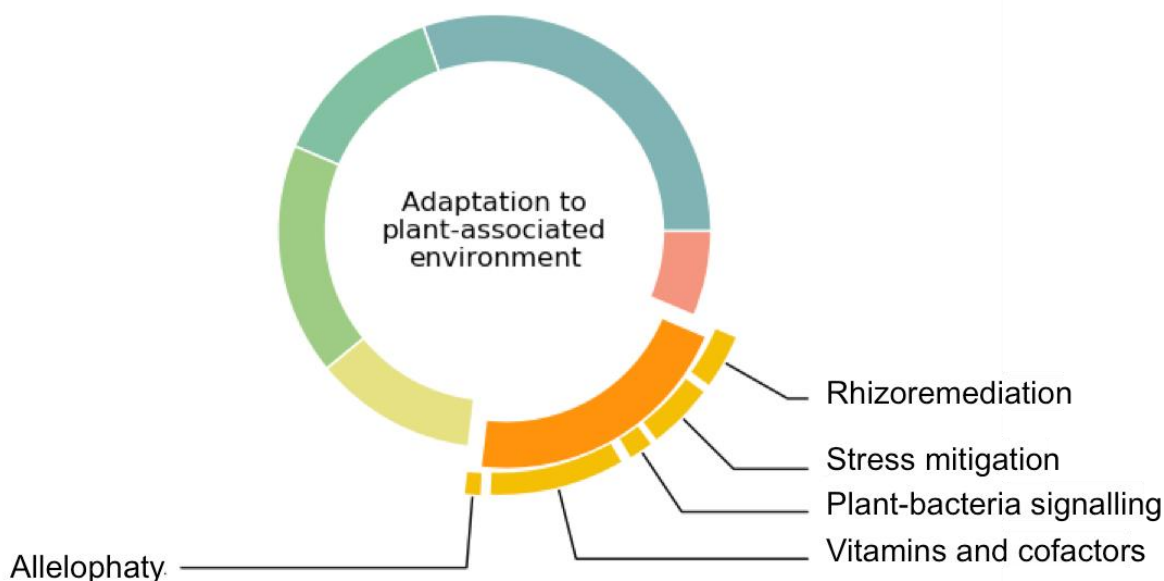 Adaptation to
plant-associated
environment
Rhizoremediation
Stress mitigation
Plant-bacteria signalling
Vitamins and cofactors
Allelophaty